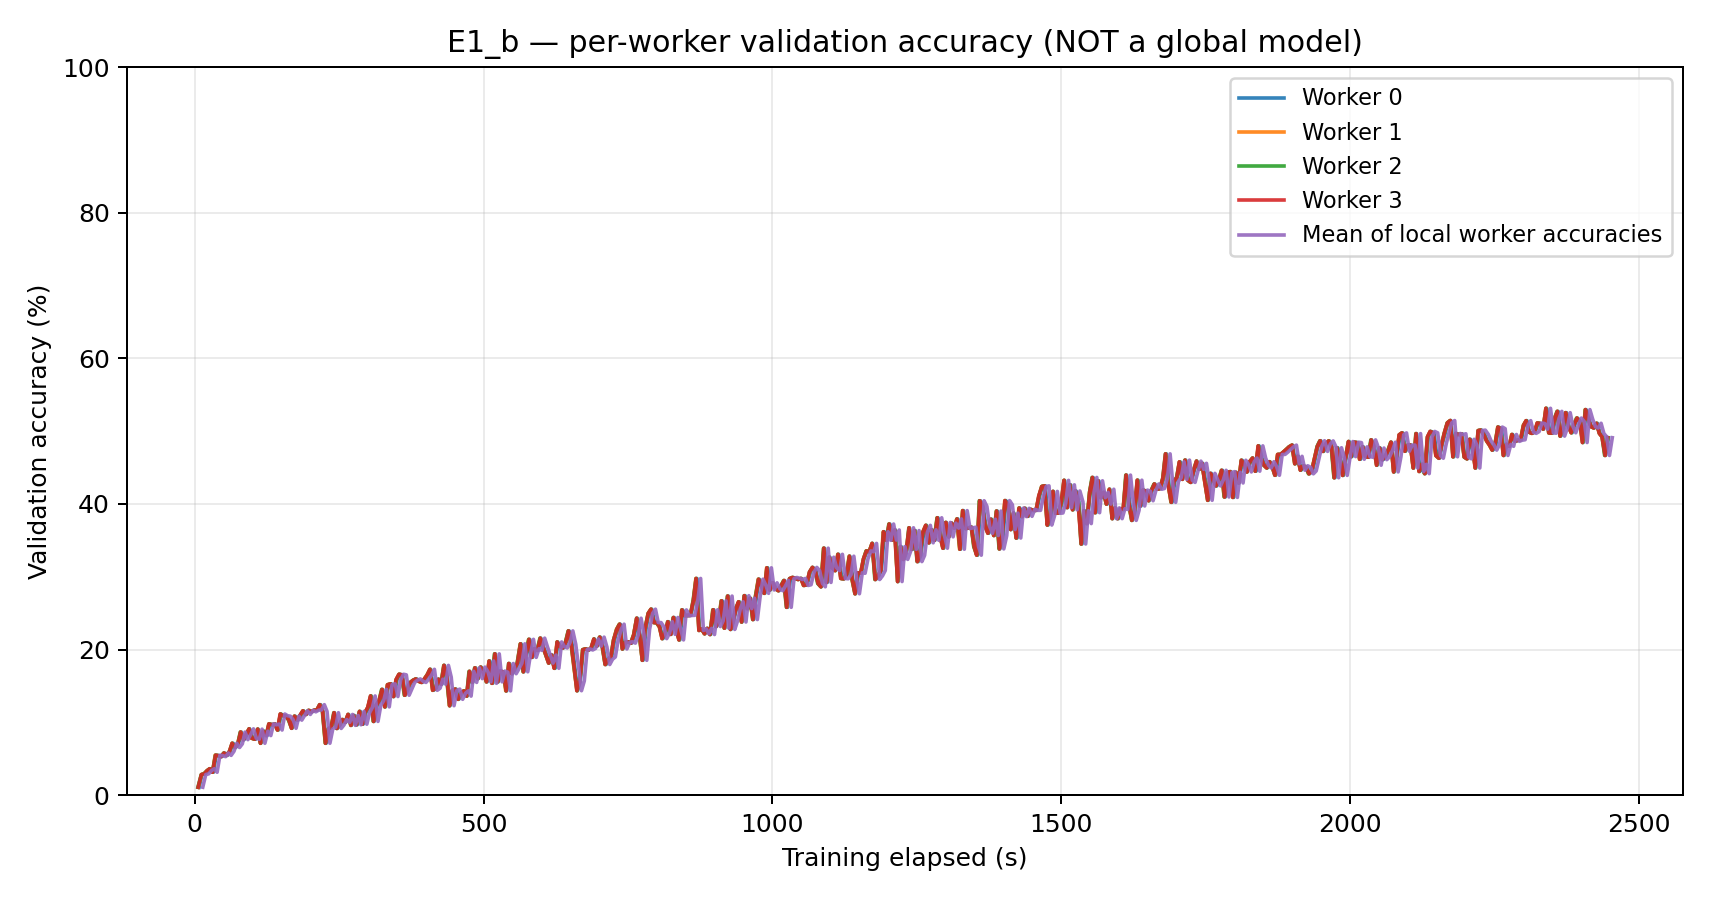 E1_b — per-worker validation accuracy (NOT a global model)
Validation accuracy (%)
100
80
60
40
20
0
Worker 0
Worker 1
Worker 2
Worker 3
Mean of local worker accuracies
0 500 1000 1500 2000 2500
Training elapsed (s)